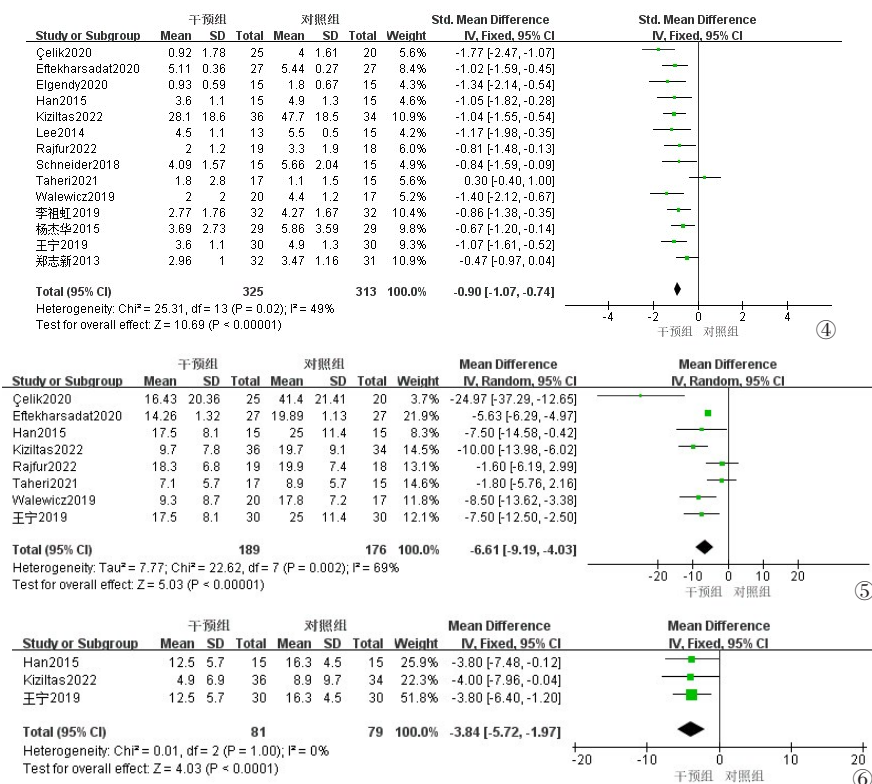 干预组 对照组 Std. Mean Difference Std. Mean Difference
Study or Subgroup Mean SD Total Mean SD Total Weight IV, Fixed, 95% CI IV, Fixed, 95% CI
Çelik2020 0.92 1.78 25 4 1.61 20 5.6% -1.77 [-2.47, -1.07]
Eftekharsadat2020 5.11 0.36 27 5.44 0.27 27 8.4% -1.02 [-1.59, -0.45]
Elgendy2020 0.93 0.59 15 1.8 0.67 15 4.3% -1.34 [-2.14, -0.54]
Han2015 3.6 1.1 15 4.9 1.3 15 4.6% -1.05 [-1.82, -0.28]
Kiziltas2022 28.1 18.6 36 47.7 18.5 34 10.9% -1.04 [-1.55, -0.54]
Lee2014 4.5 1.1 13 5.5 0.5 15 4.1% -1.17 [-1.98, -0.35]
Rajfur2022 2 1.2 19 3.3 1.9 18 6.1% -0.81 [-1.48, -0.13]
Schneider2018 4.09 1.57 15 5.66 2.04 15 4.9% -0.84 [-1.59, -0.09]
Taheri2021 1.8 2.8 17 1.1 1.5 15 5.6% 0.30 [-0.40, 1.00]
Walewicz2019 2 2 20 4.4 1.2 17 5.2% -1.40 [-2.12, -0.67]
李祖虹2019 2.77 1.76 32 4.27 1.67 32 10.4% -0.86 [-1.38, -0.35]
杨杰华2015 3.69 2.73 29 5.86 3.59 29 9.8% -0.67 [-1.20, -0.14]
王宁2019 3.6 1.1 30 4.9 1.3 30 9.3% -1.07 [-1.61, -0.52]
郑志新2013 2.96 1 32 3.47 1.16 31 10.9% -0.47 [-0.97, 0.04]
Total (95% CI) 325 313 100.0% -0.90 [-1.07, -0.74]
Heterogeneity: Chi² = 25.31, df = 13 (P = 0.02); I² = 49%
Test for overall effect: Z = 10.69 (P < 0.00001)
-4 -2 0 2 4
干预组 对照组
④
干预组 对照组 Mean Difference Mean Difference
Study or Subgroup Mean SD Total Mean SD Total Weight IV, Random, 95% CI IV, Random, 95% CI
Çelik2020 16.43 20.36 25 41.4 21.41 20 3.7% -24.97 [-37.29, -12.65]
Eftekharsadat2020 14.26 1.32 27 19.89 1.13 27 21.9% -5.63 [-6.29, -4.97]
Han2015 17.5 8.1 15 25 11.4 15 8.3% -7.50 [-14.58, -0.42]
Kiziltas2022 9.7 7.8 36 19.7 9.1 34 14.5% -10.00 [-13.98, -6.02]
Rajfur2022 18.3 6.8 19 19.9 7.4 18 13.1% -1.60 [-6.19, 2.99]
Taheri2021 7.1 5.7 17 8.9 5.7 15 14.6% -1.80 [-5.76, 2.16]
Walewicz2019 9.3 8.7 20 17.8 7.2 17 11.8% -8.50 [-13.62, -3.38]
王宁2019 17.5 8.1 30 25 11.4 30 12.1% -7.50 [-12.50, -2.50]
Total (95% CI) 189 176 100.0% -6.61 [-9.19, -4.03]
Heterogeneity: Tau² = 7.77; Chi² = 22.62, df = 7 (P = 0.002); I² = 69%
Test for overall effect: Z = 5.03 (P < 0.00001)
-20 -10 0 10 20
干预组 对照组
⑤
干预组 对照组 Mean Difference Mean Difference
Study or Subgroup Mean SD Total Mean SD Total Weight IV, Fixed, 95% CI IV, Fixed, 95% CI
Han2015 12.5 5.7 15 16.3 4.5 15 25.9% -3.80 [-7.48, -0.12]
Kiziltas2022 4.9 6.9 36 8.9 9.7 34 22.3% -4.00 [-7.96, -0.04]
王宁2019 12.5 5.7 30 16.3 4.5 30 51.8% -3.80 [-6.40, -1.20]
Total (95% CI) 81 79 100.0% -3.84 [-5.72, -1.97]
Heterogeneity: Chi² = 0.01, df = 2 (P = 1.00); I² = 0%
Test for overall effect: Z = 4.03 (P < 0.0001)
-20 -10 0 10 20
干预组 对照组
⑥